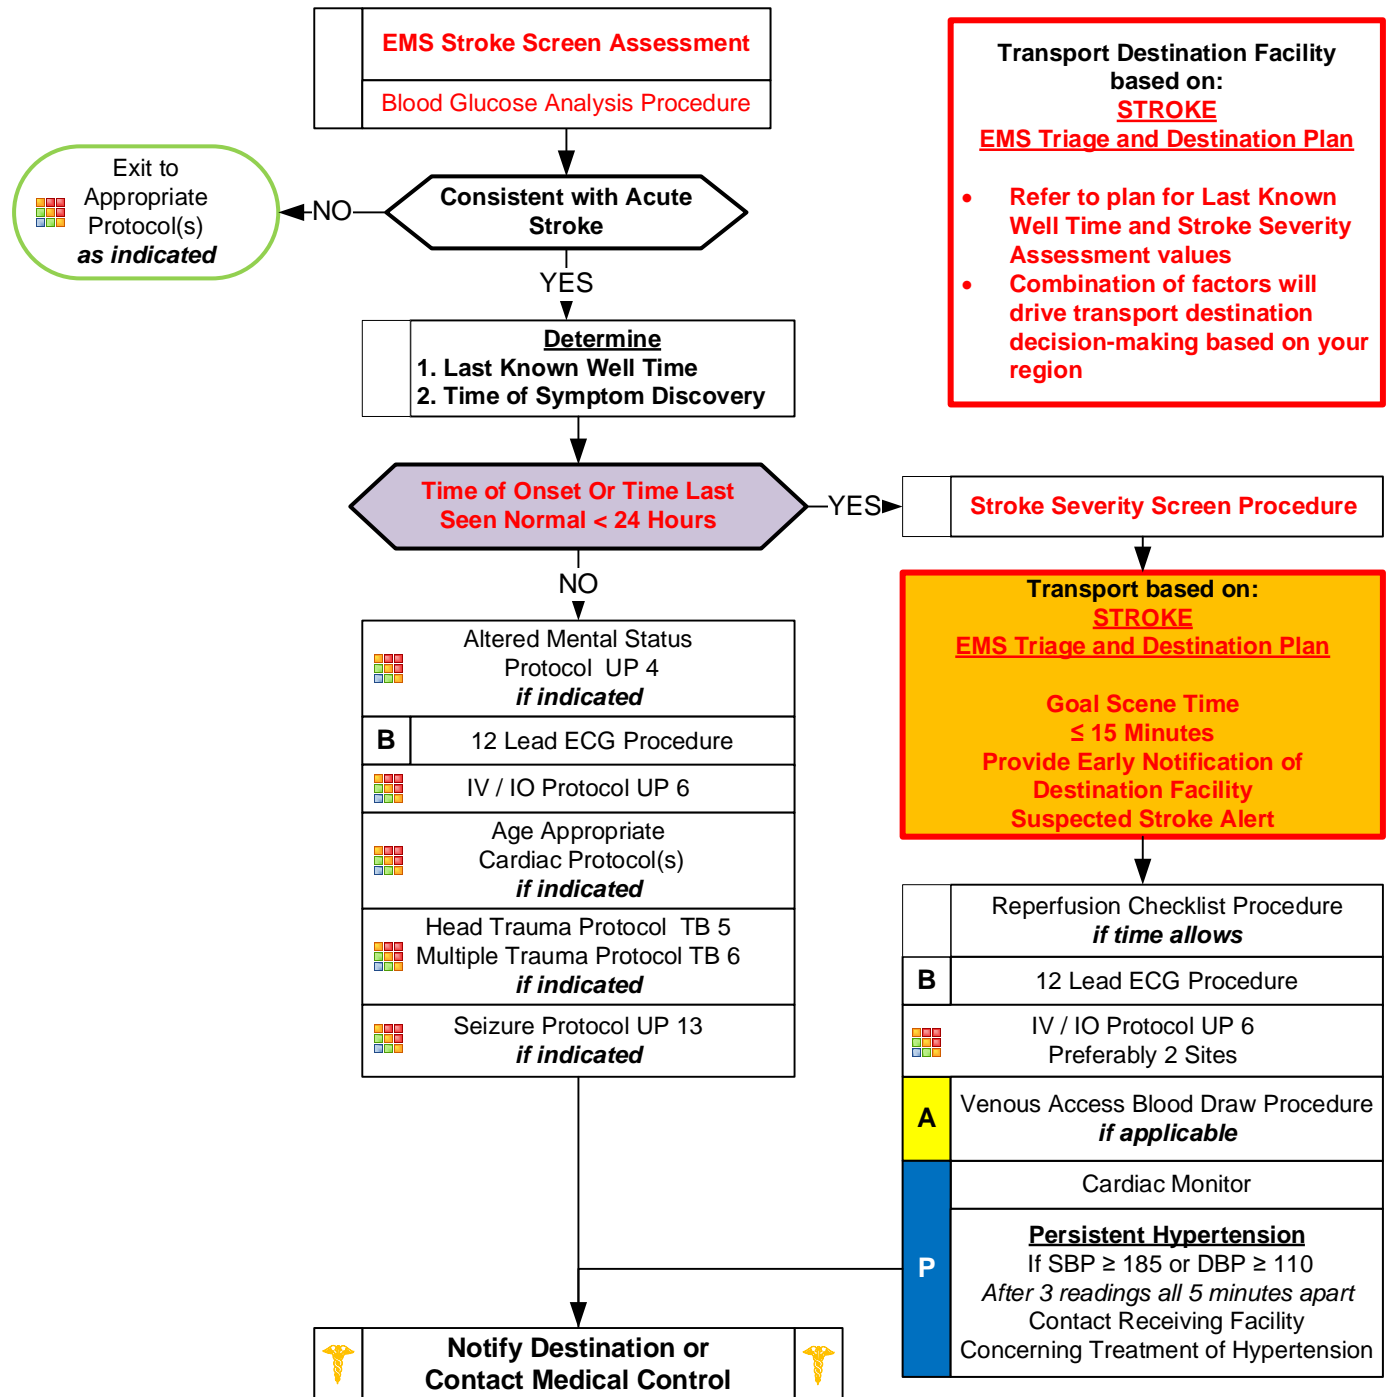 EMS Stroke Screen Assessment
Blood Glucose Analysis Procedure
Transport Destination Facility
based on:
STROKE
EMS Triage and Destination Plan
• Refer to plan for Last Known
Well Time and Stroke Severity
Assessment values
• Combination of factors will
drive transport destination
decision-making based on your
region
Exit to
Appropriate
Protocol(s)
as indicated
NO
Consistent with Acute
Stroke
YES
Determine
1. Last Known Well Time
2. Time of Symptom Discovery
Time of Onset Or Time Last
Seen Normal < 24 Hours
YES
Stroke Severity Screen Procedure
NO
Transport based on:
STROKE
EMS Triage and Destination Plan
Goal Scene Time
≤ 15 Minutes
Provide Early Notification of
Destination Facility
Suspected Stroke Alert
Altered Mental Status
Protocol UP 4
if indicated
B
12 Lead ECG Procedure
IV / IO Protocol UP 6
Age Appropriate
Cardiac Protocol(s)
if indicated
Head Trauma Protocol TB 5
Multiple Trauma Protocol TB 6
if indicated
Seizure Protocol UP 13
if indicated
Reperfusion Checklist Procedure
if time allows
B
12 Lead ECG Procedure
IV / IO Protocol UP 6
Preferably 2 Sites
A
Venous Access Blood Draw Procedure
if applicable
P
Cardiac Monitor
Persistent Hypertension
If SBP ≥ 185 or DBP ≥ 110
After 3 readings all 5 minutes apart
Contact Receiving Facility
Concerning Treatment of Hypertension
Notify Destination or
Contact Medical Control